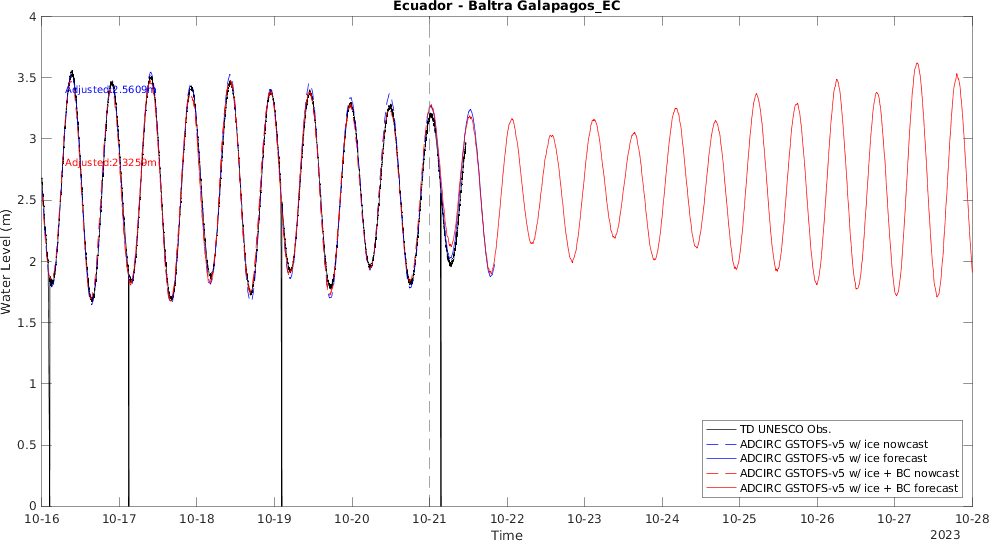 Ecuador - Baltra Galapagos_EC
4
3.5
3
2.5
2
1.5
1
0.5
0
Water Level (m)
Adjusted:2.5609m
Adjusted:2.3259m
TD UNESCO Obs.
ADCIRC GSTOFS-v5 w/ ice nowcast
ADCIRC GSTOFS-v5 w/ ice forecast
ADCIRC GSTOFS-v5 w/ ice + BC nowcast
ADCIRC GSTOFS-v5 w/ ice + BC forecast
10-16 10-17 10-18 10-19 10-20 10-21 10-22 10-23 10-24 10-25 10-26 10-27 10-28
Time
2023